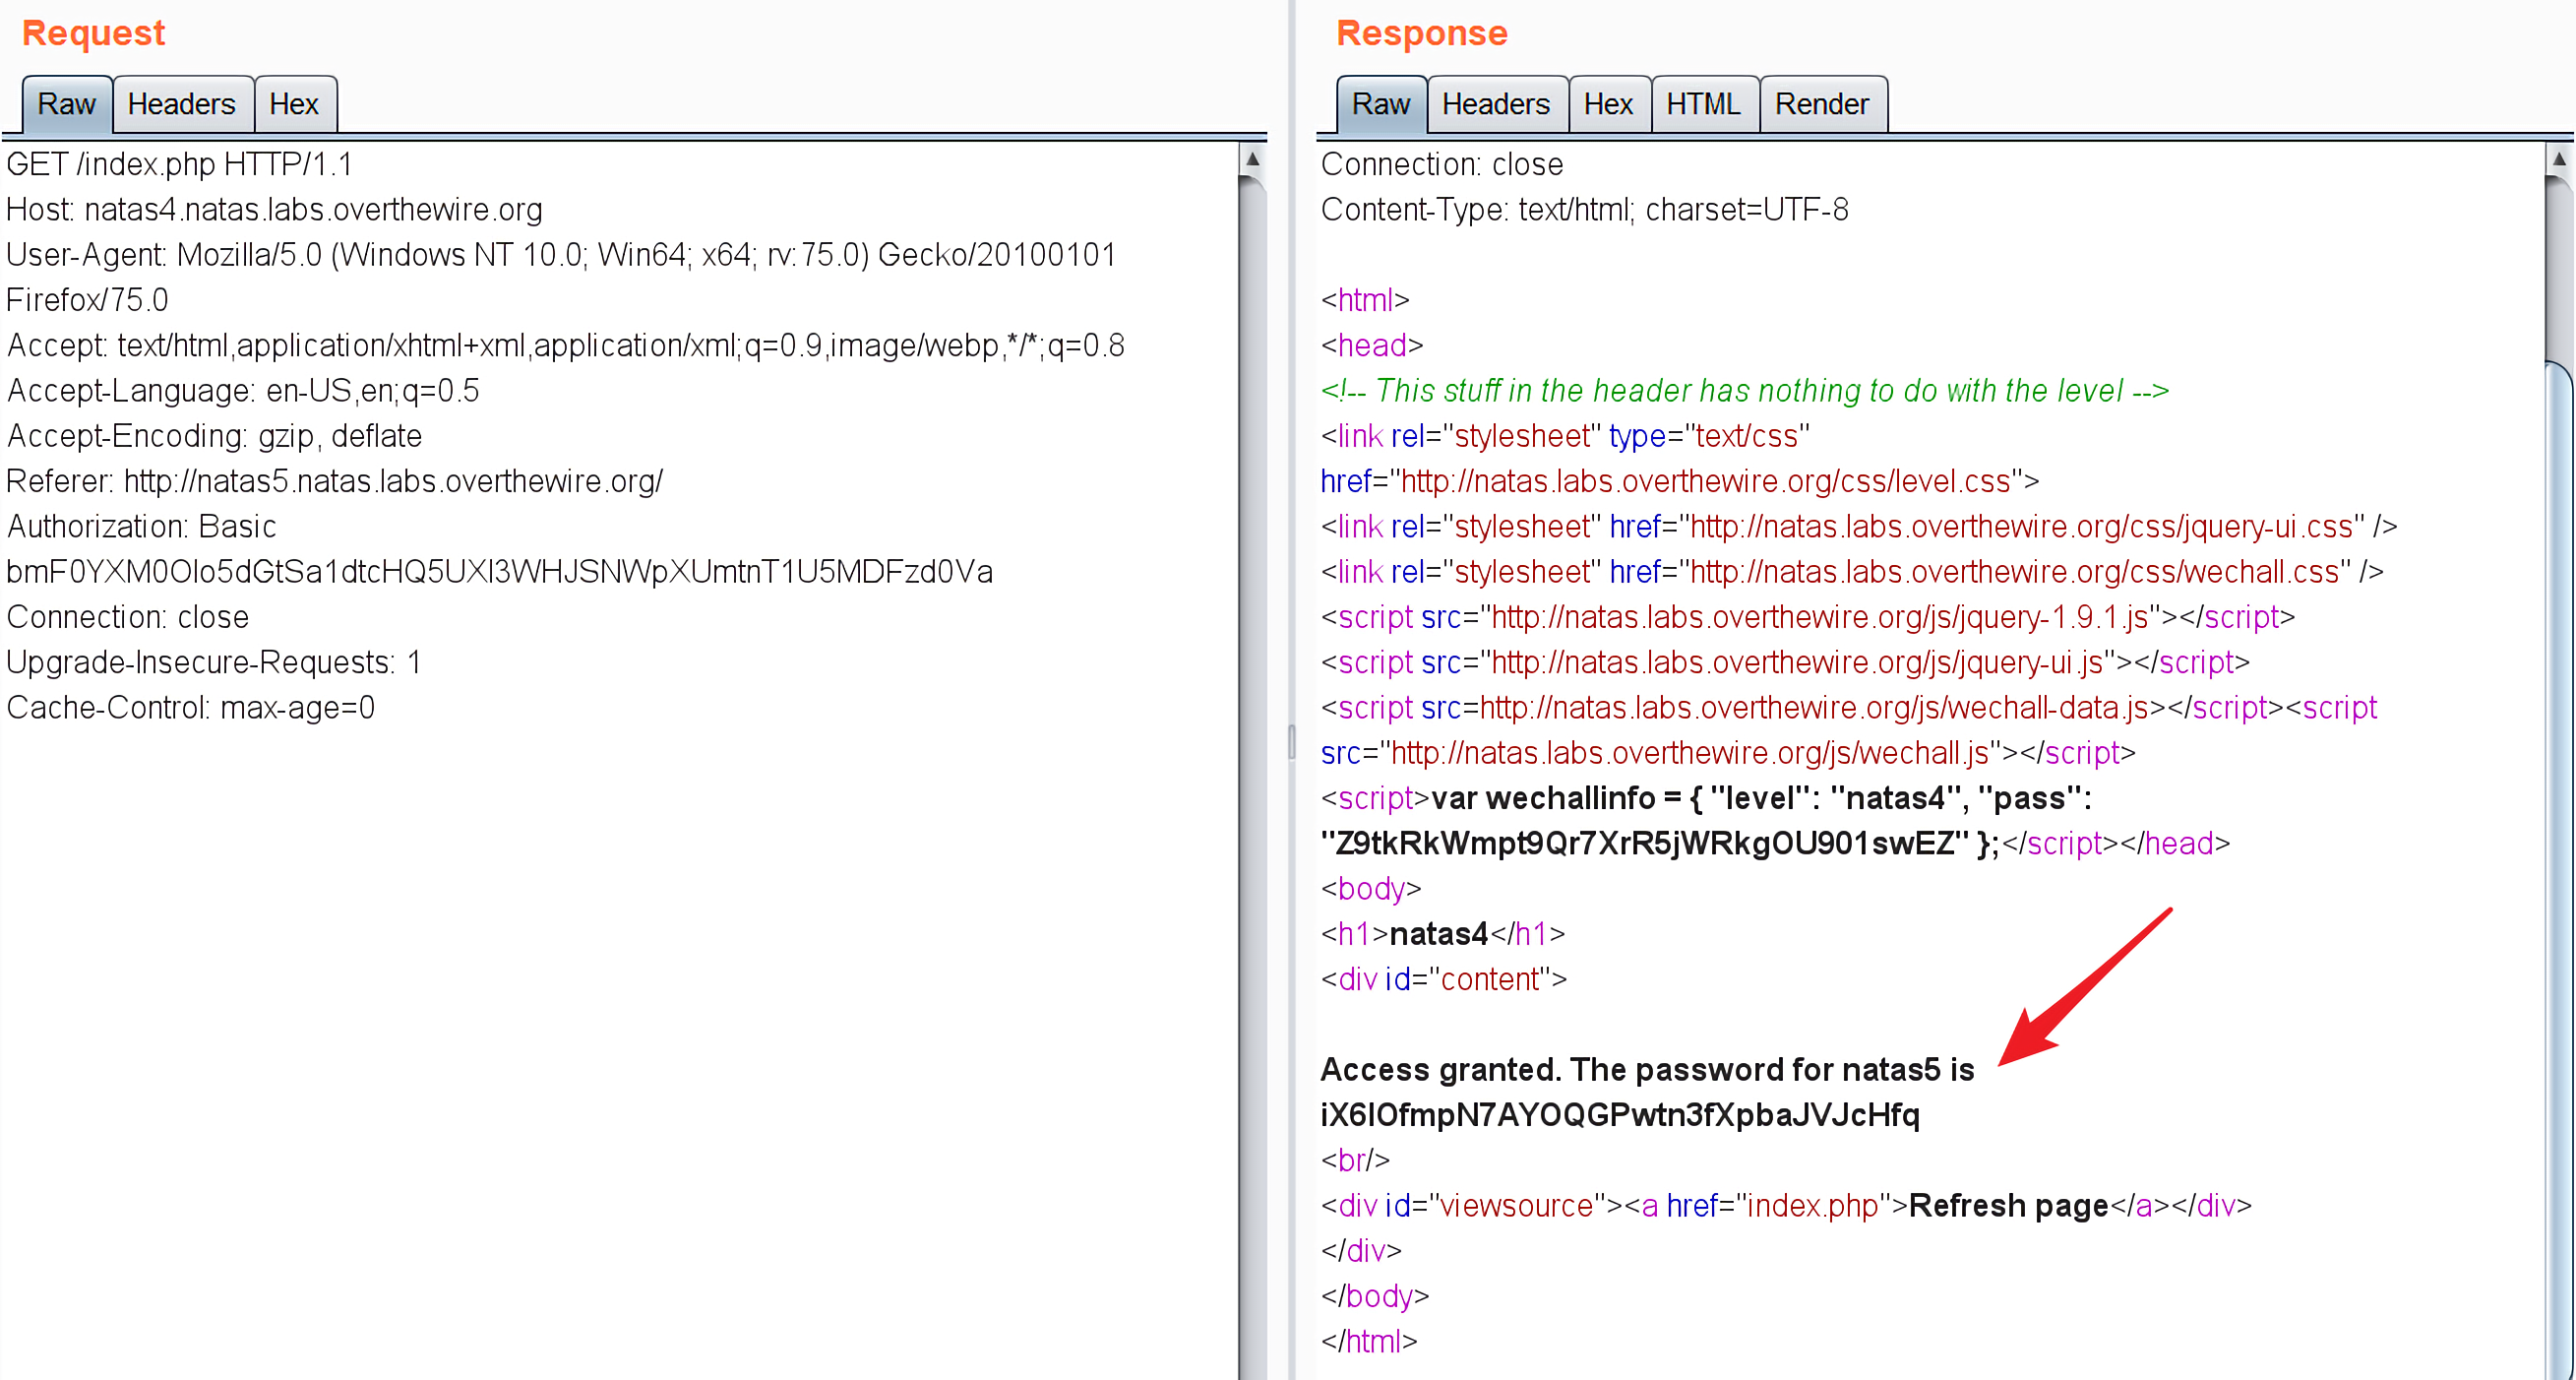 Request
Raw Headers Hex
GET /index.php HTTP/1.1
Host: natas4.natas.labs.overthewire.org
User-Agent: Mozilla/5.0 (Windows NT 10.0; Win64; x64; rv:75.0) Gecko/20100101
Firefox/75.0
Accept: text/html,application/xhtml+xml,application/xml;q=0.9,image/webp,*/*;q=0.8
Accept-Language: en-US,en;q=0.5
Accept-Encoding: gzip, deflate
Referer: http://natas5.natas.labs.overthewire.org/
Authorization: Basic
bmF0YXM0Olo5dGtSa1dtcHQ5UXI3WHJSNWpXUmtnT1U5MDFzd0Va
Connection: close
Upgrade-Insecure-Requests: 1
Cache-Control: max-age=0
Response
Raw Headers Hex HTML Render
Connection: close
Content-Type: text/html; charset=UTF-8
<html>
<head>
<!-- This stuff in the header has nothing to do with the level -->
<link rel="stylesheet" type="text/css"
href="http://natas.labs.overthewire.org/css/level.css">
<link rel="stylesheet" href="http://natas.labs.overthewire.org/css/jquery-ui.css" />
<link rel="stylesheet" href="http://natas.labs.overthewire.org/css/wechall.css" />
<script src="http://natas.labs.overthewire.org/js/jquery-1.9.1.js"></script>
<script src="http://natas.labs.overthewire.org/js/jquery-ui.js"></script>
<script src=http://natas.labs.overthewire.org/js/wechall-data.js></script><script
src="http://natas.labs.overthewire.org/js/wechall.js"></script>
<script>var wechallinfo = { "level": "natas4", "pass":
"Z9tkRkWmpt9Qr7XrR5jWRkgOU901swEZ" };</script></head>
<body>
<h1>natas4</h1>
<div id="content">
Access granted. The password for natas5 is
iX6IOfmpN7AYOQGPwtn3fXpbaJVJcHfq
<br/>
<div id="viewsource"><a href="index.php">Refresh page</a></div>
</div>
</body>
</html>